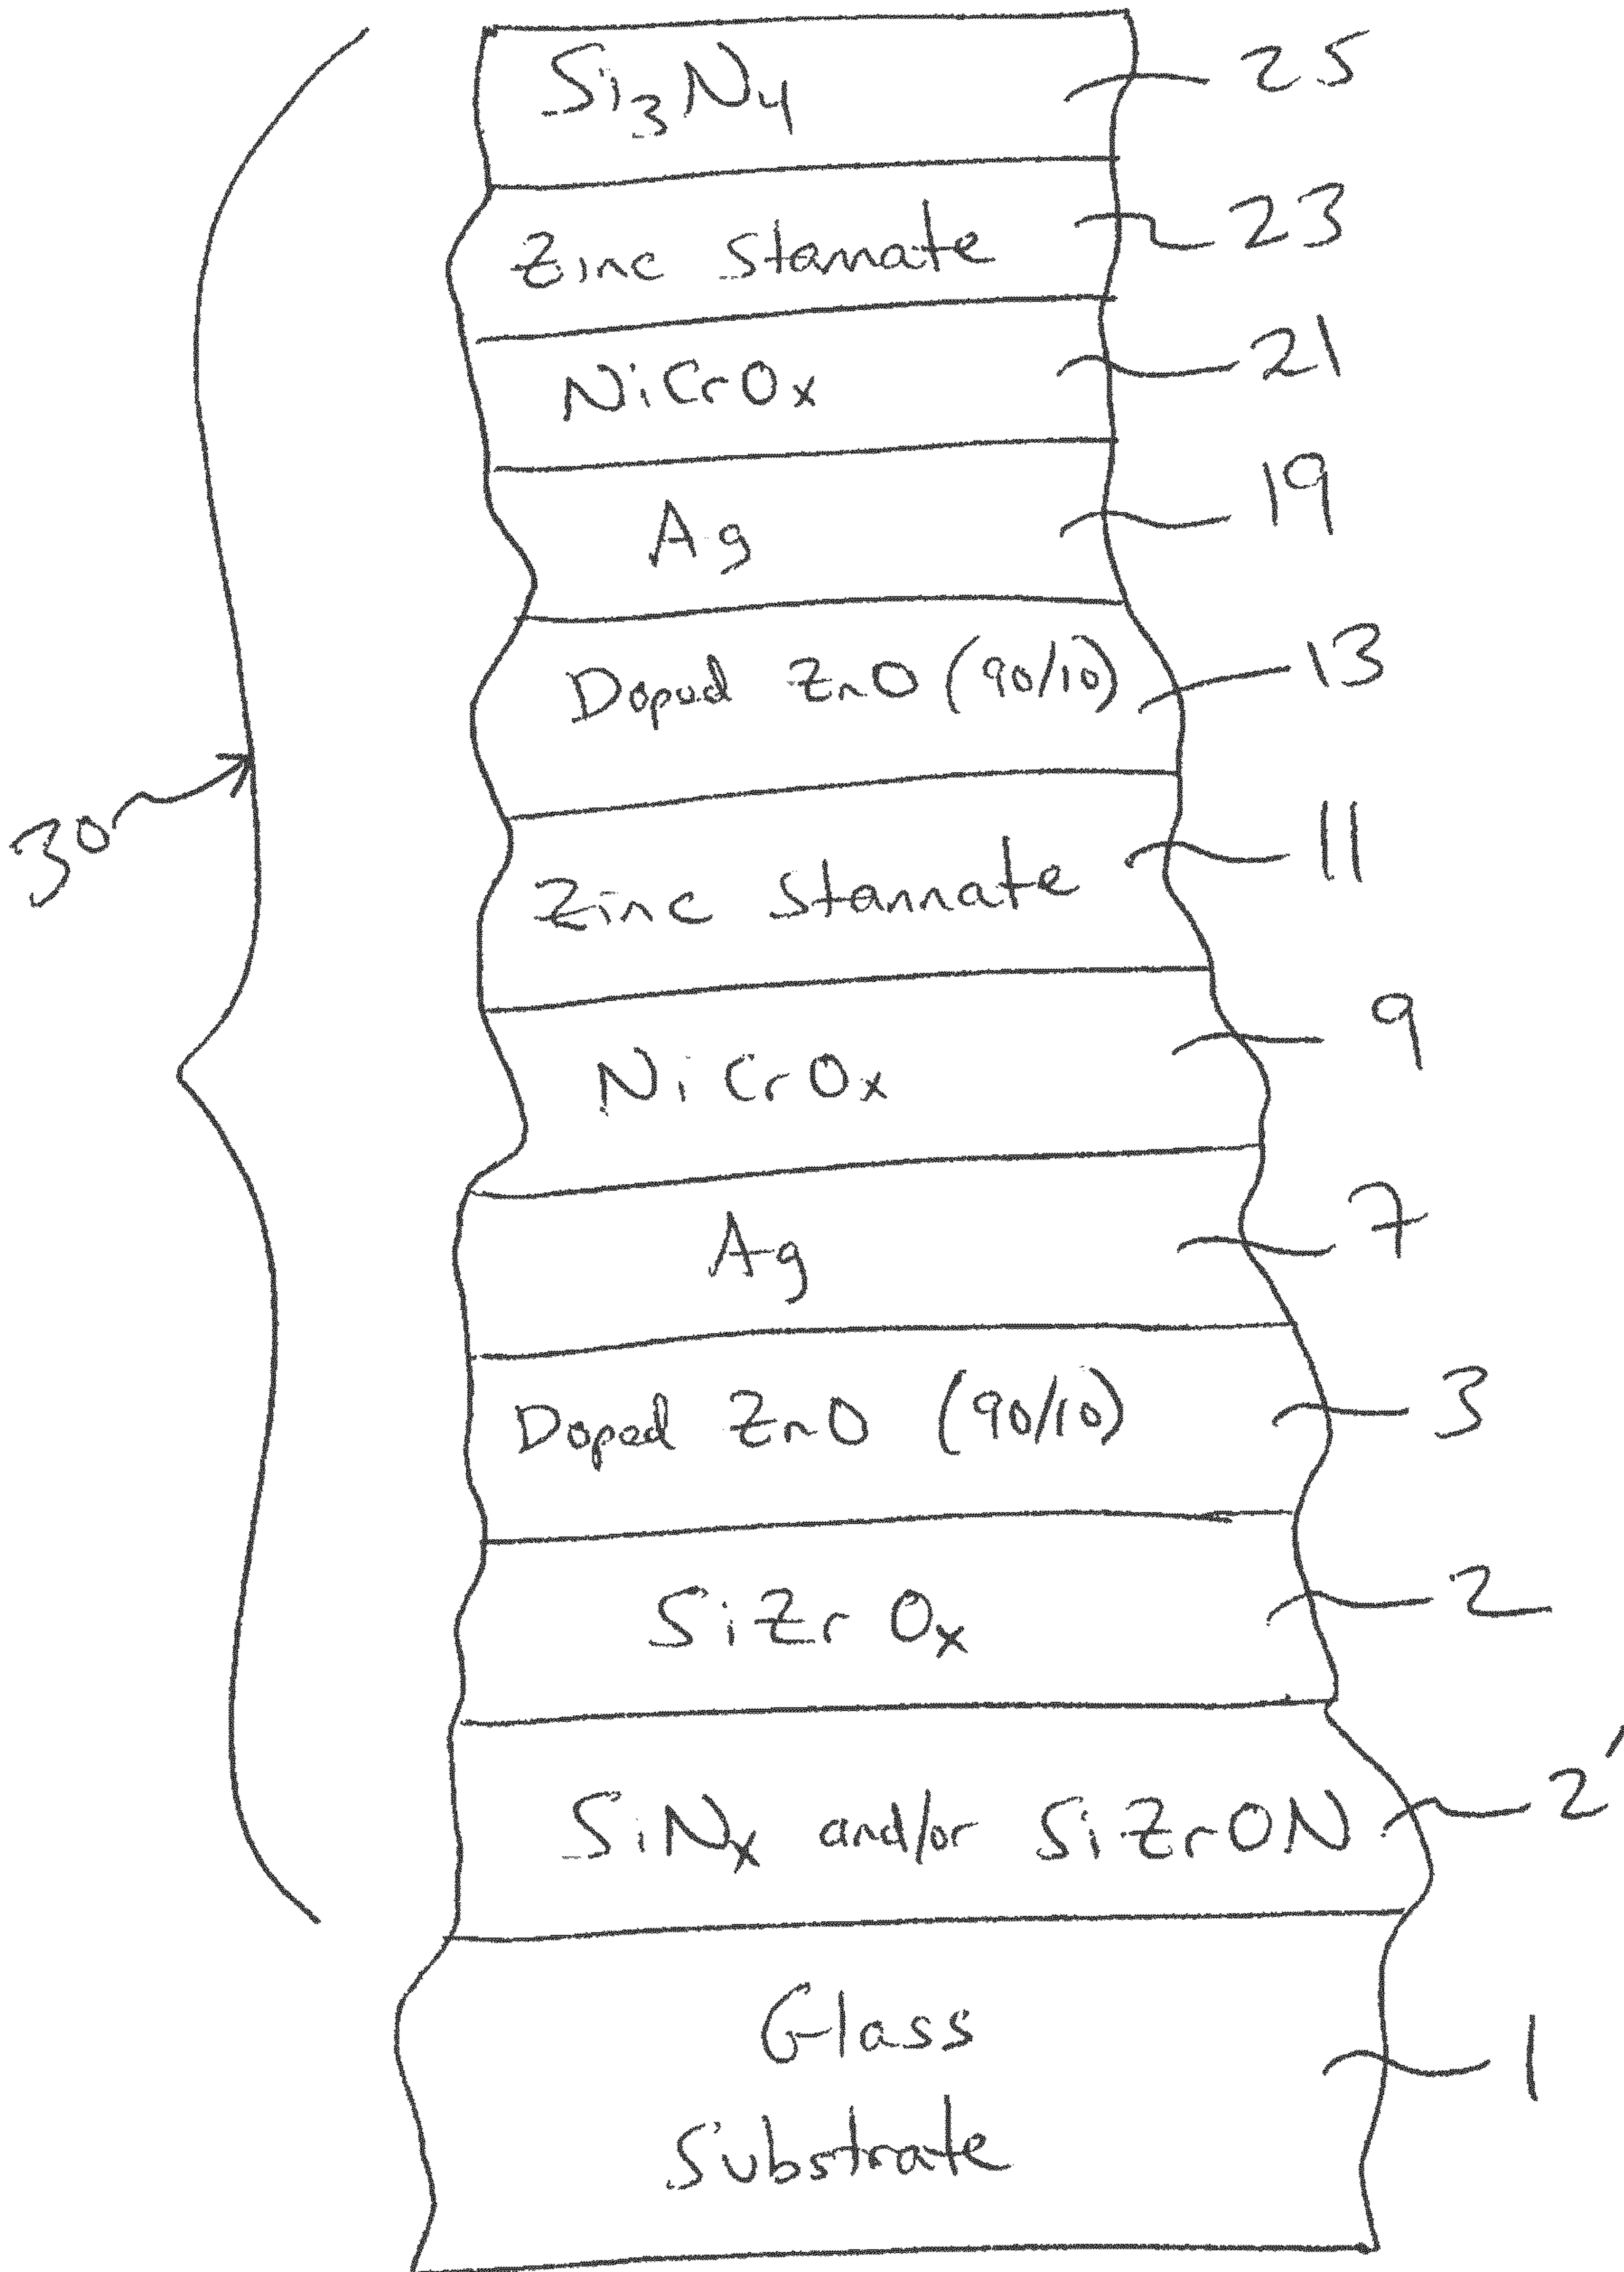 Si3N4 25
Zinc Stannate 23
NiCrOx 21
Ag 19
Doped ZnO (90/10) 13
30
Zinc Stannate 11
NiCrOx 9
Ag 7
Doped ZnO (90/10) 3
SiZrOx 2
SiNx and/or SiZrON 2'
Glass 1
Substrate